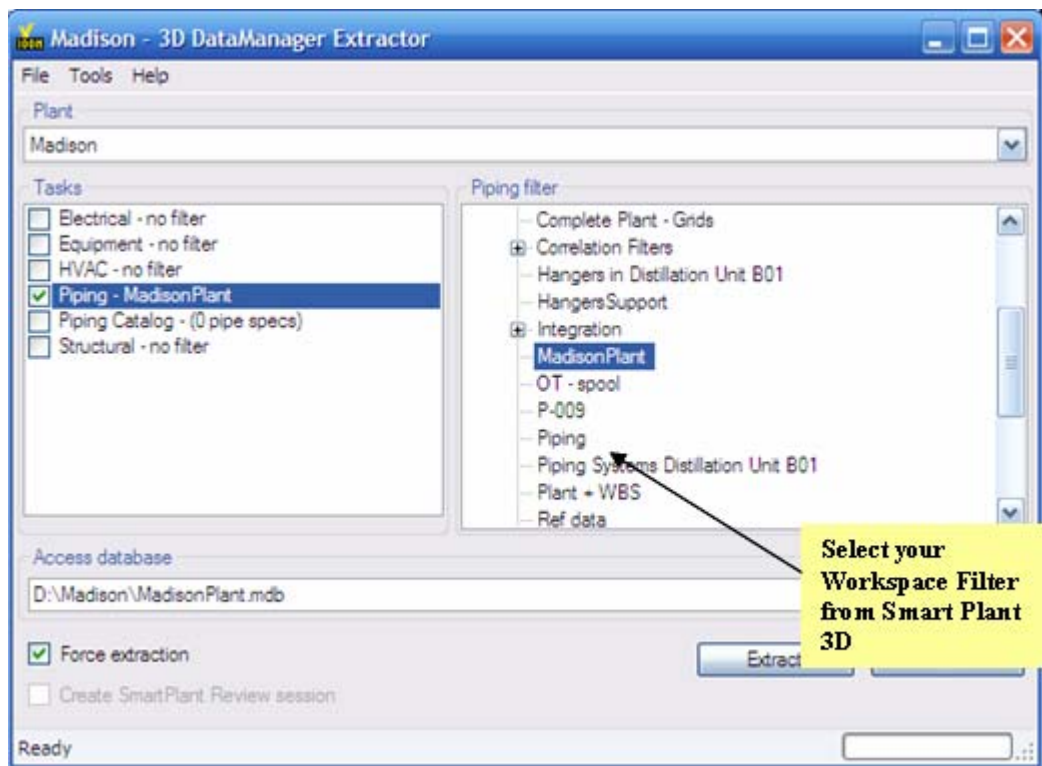 Madison - 3D DataManager Extractor
File Tools Help
Plant
Madison
Tasks
Electrical - no filter
Equipment - no filter
HVAC - no filter
Piping - MadisonPlant
Piping Catalog - (0 pipe specs)
Structural - no filter
Piping filter
Complete Plant - Grids
Correlation Filters
Hangers in Distillation Unit B01
HangersSupport
Integration
MadisonPlant
OT - spool
P-009
Piping
Piping Systems Distillation Unit B01
Plant + WBS
Ref data
Select your
Workspace Filter
from Smart Plant
3D
Access database
D:\Madison\MadisonPlant.mdb
Force extraction
Extract
Create SmartPlant Review session
Ready